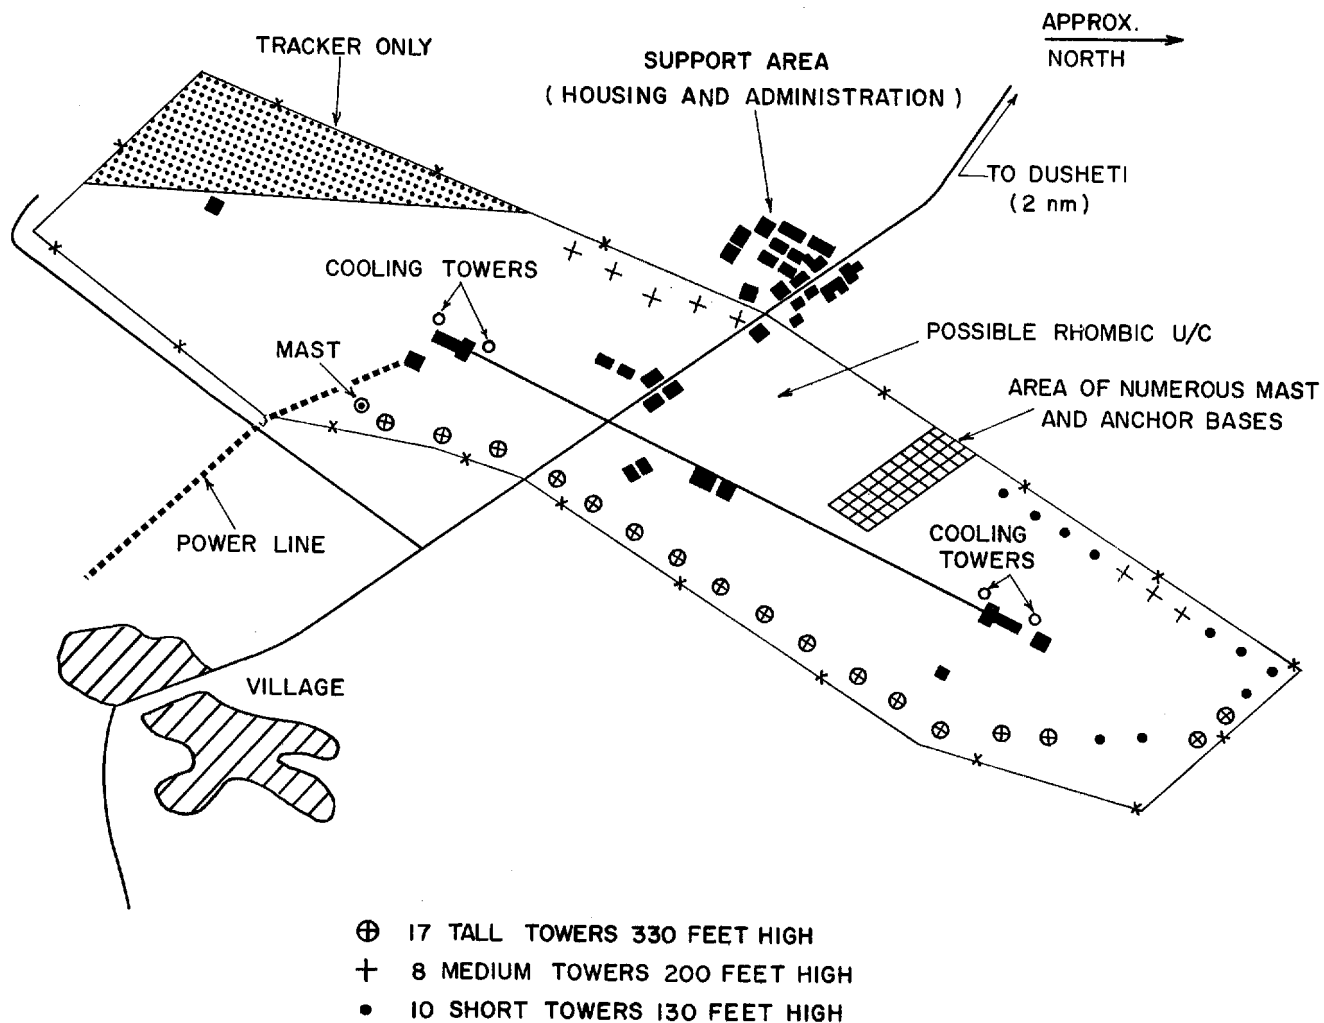 APPROX.
NORTH
TRACKER ONLY
SUPPORT AREA
( HOUSING AND ADMINISTRATION )
TO DUSHETI
(2 nm)
COOLING TOWERS
POSSIBLE RHOMBIC U/C
MAST
AREA OF NUMEROUS MAST
AND ANCHOR BASES
POWER LINE
COOLING
TOWERS
VILLAGE
17 TALL TOWERS 330 FEET HIGH
8 MEDIUM TOWERS 200 FEET HIGH
10 SHORT TOWERS 130 FEET HIGH